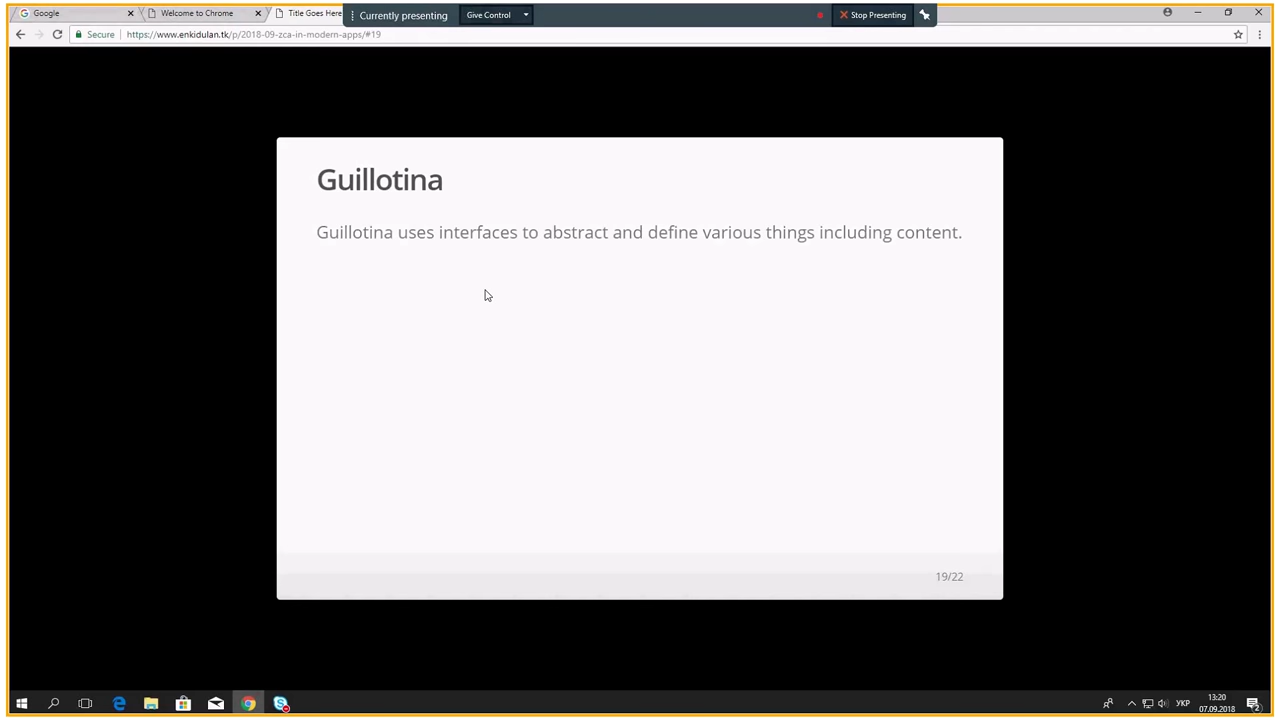 Google
Welcome to Chrome
Title Goes Here
Currently presenting
Give Control
Stop Presenting
Secure
https://www.enkidulan.tk/p/2018-09-zca-in-modern-apps/#19
Guillotina
Guillotina uses interfaces to abstract and define various things including content.
19/22
УКР
13:20
07.09.2018
2